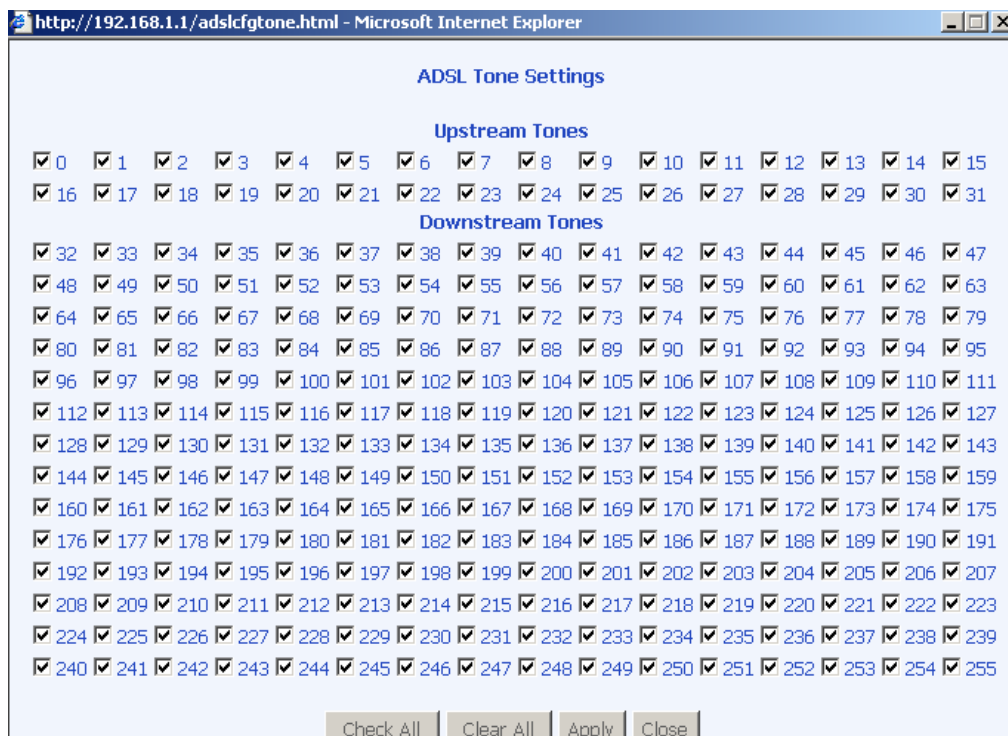 http://192.168.1.1/adslcfgtone.html - Microsoft Internet Explorer
ADSL Tone Settings
Upstream Tones
0 1 2 3 4 5 6 7 8 9 10 11 12 13 14 15
16 17 18 19 20 21 22 23 24 25 26 27 28 29 30 31
Downstream Tones
32 33 34 35 36 37 38 39 40 41 42 43 44 45 46 47
48 49 50 51 52 53 54 55 56 57 58 59 60 61 62 63
64 65 66 67 68 69 70 71 72 73 74 75 76 77 78 79
80 81 82 83 84 85 86 87 88 89 90 91 92 93 94 95
96 97 98 99 100 101 102 103 104 105 106 107 108 109 110 111
112 113 114 115 116 117 118 119 120 121 122 123 124 125 126 127
128 129 130 131 132 133 134 135 136 137 138 139 140 141 142 143
144 145 146 147 148 149 150 151 152 153 154 155 156 157 158 159
160 161 162 163 164 165 166 167 168 169 170 171 172 173 174 175
176 177 178 179 180 181 182 183 184 185 186 187 188 189 190 191
192 193 194 195 196 197 198 199 200 201 202 203 204 205 206 207
208 209 210 211 212 213 214 215 216 217 218 219 220 221 222 223
224 225 226 227 228 229 230 231 232 233 234 235 236 237 238 239
240 241 242 243 244 245 246 247 248 249 250 251 252 253 254 255
Check All Clear All Apply Close